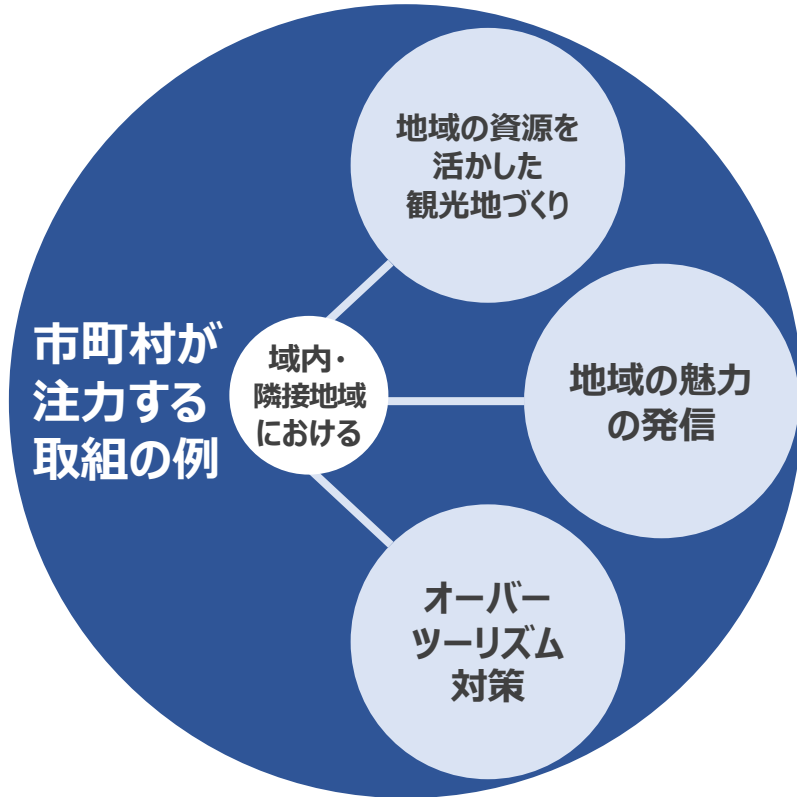 市町村が
注力する
取組の例
域内・
隣接地域
における
地域の資源を
活かした
観光地づくり
地域の魅力
の発信
オーバー
ツーリズム
対策